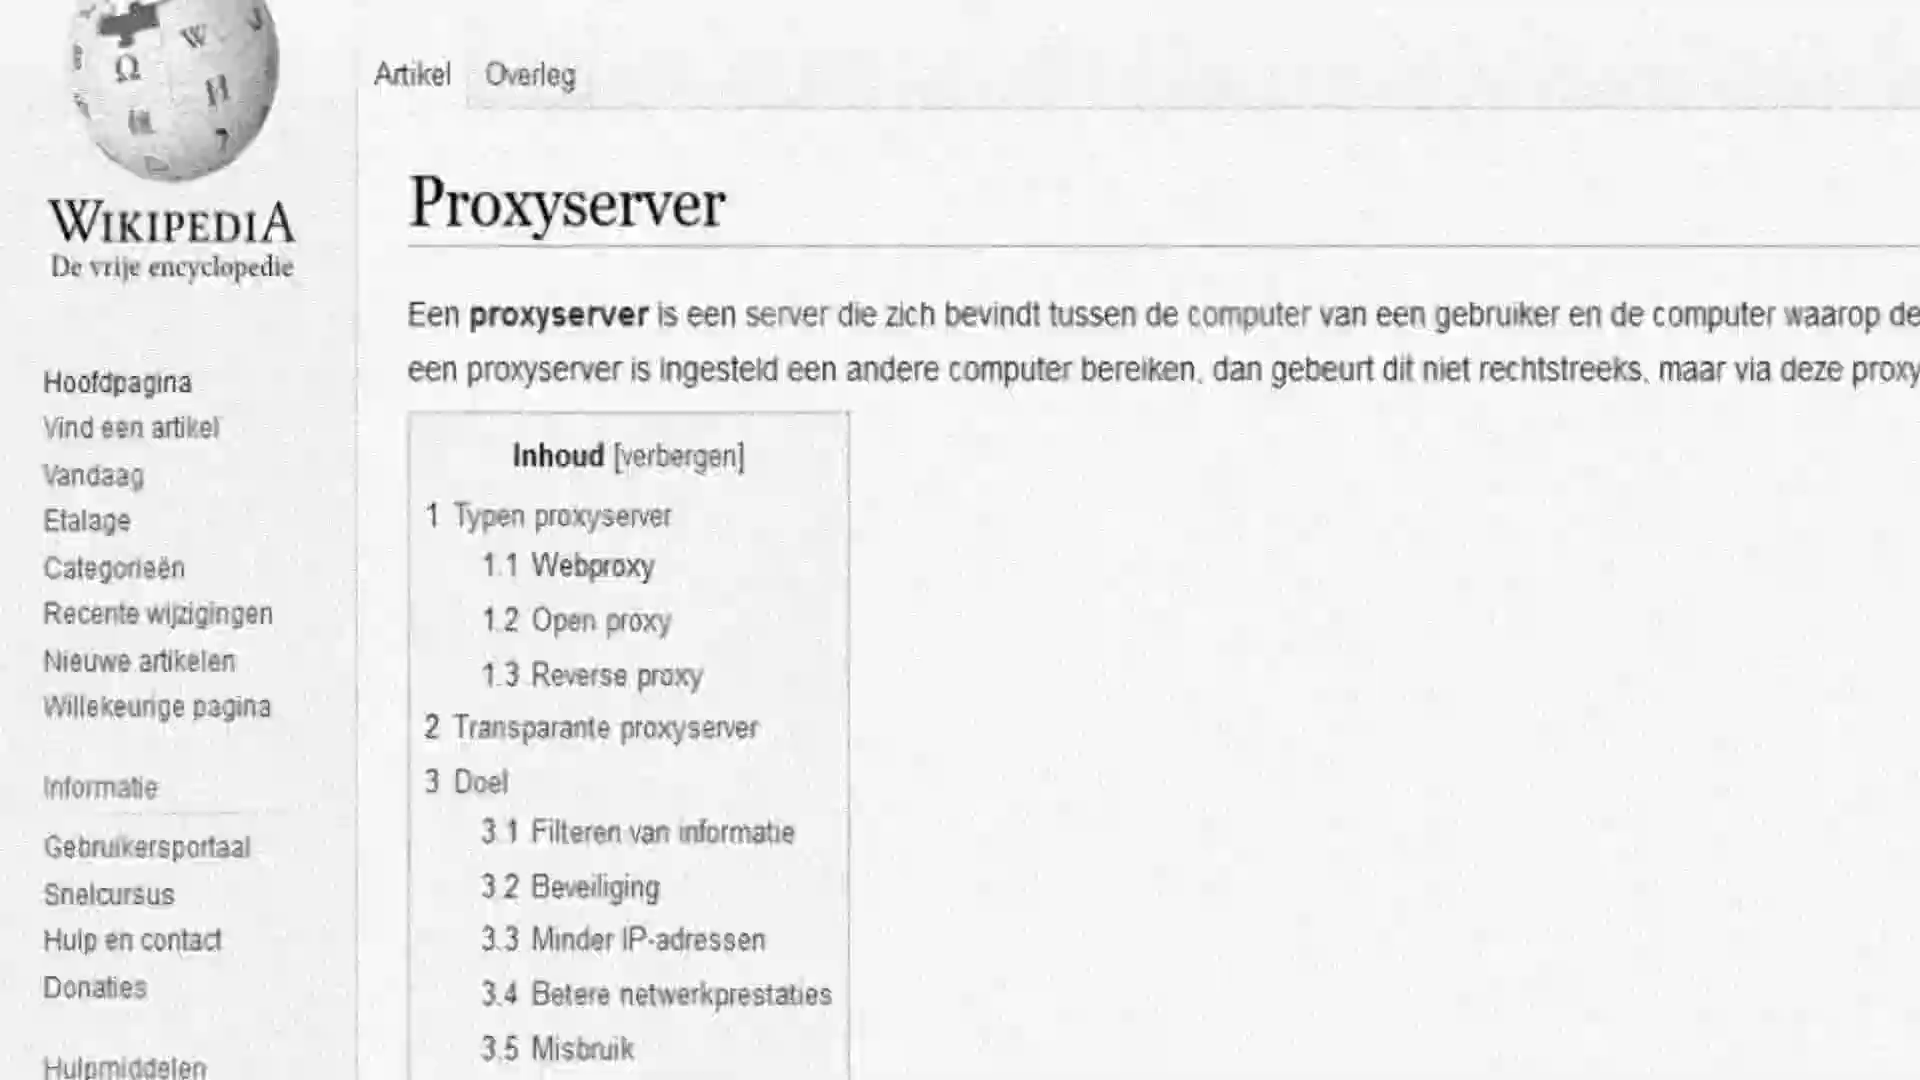 WIKIPEDIA
De vrije encyclopedie
Hoofdpagina
Vind een artikel
Vandaag
Etalage
Categorieën
Recente wijzigingen
Nieuwe artikelen
Willekeurige pagina
Informatie
Gebruikersportaal
Snelcursus
Hulp en contact
Donaties
Hulpmiddelen
Artikel Overleg
Proxyserver
Een proxyserver is een server die zich bevindt tussen de computer van een gebruiker en de computer waarop de
een proxyserver is ingesteld een andere computer bereiken, dan gebeurt dit niet rechtstreeks, maar via deze proxy
Inhoud [verbergen]
1 Typen proxyserver
1.1 Webproxy
1.2 Open proxy
1.3 Reverse proxy
2 Transparante proxyserver
3 Doel
3.1 Filteren van informatie
3.2 Beveiliging
3.3 Minder IP-adressen
3.4 Betere netwerkprestaties
3.5 Misbruik